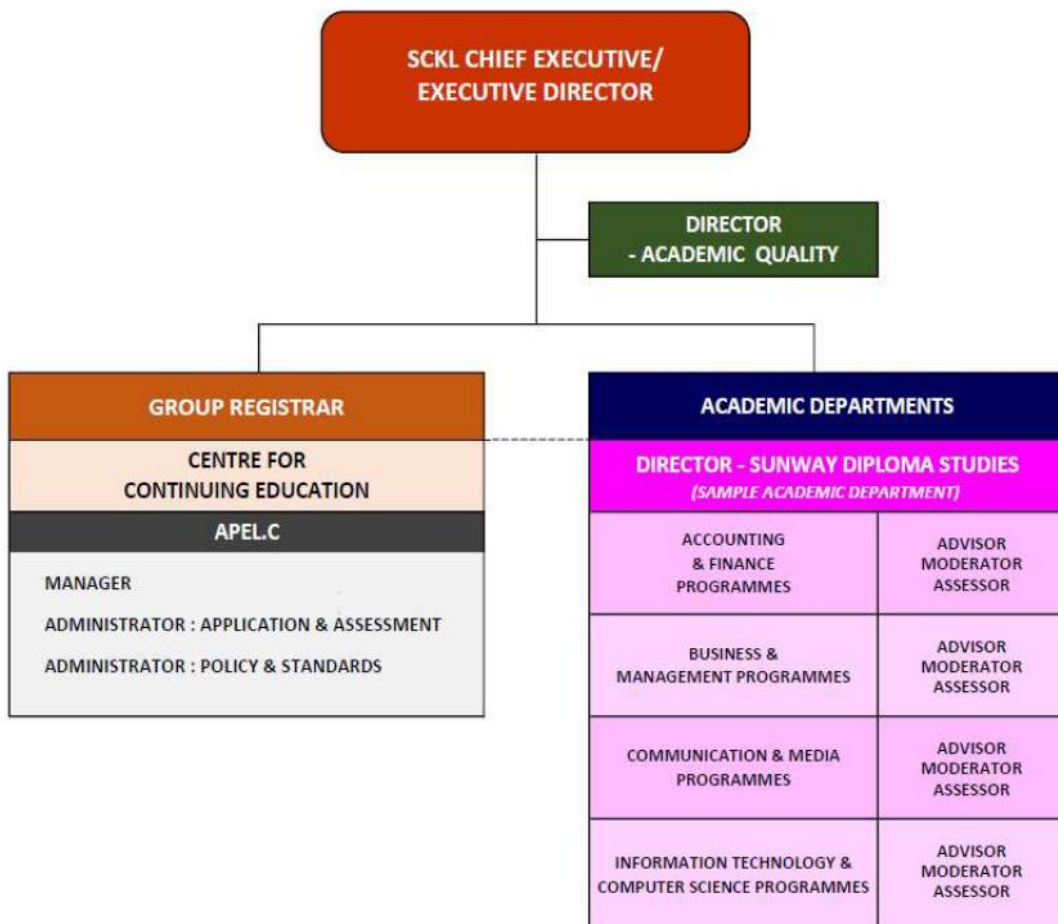 SCKL CHIEF EXECUTIVE/
EXECUTIVE DIRECTOR
DIRECTOR
- ACADEMIC QUALITY
GROUP REGISTRAR
CENTRE FOR
CONTINUING EDUCATION
APEL.C
MANAGER
ADMINISTRATOR : APPLICATION & ASSESSMENT
ADMINISTRATOR : POLICY & STANDARDS
ACADEMIC DEPARTMENTS
DIRECTOR - SUNWAY DIPLOMA STUDIES
(SAMPLE ACADEMIC DEPARTMENT)
ACCOUNTING
& FINANCE
PROGRAMMES
ADVISOR
MODERATOR
ASSESSOR
BUSINESS &
MANAGEMENT PROGRAMMES
ADVISOR
MODERATOR
ASSESSOR
COMMUNICATION & MEDIA
PROGRAMMES
ADVISOR
MODERATOR
ASSESSOR
INFORMATION TECHNOLOGY &
COMPUTER SCIENCE PROGRAMMES
ADVISOR
MODERATOR
ASSESSOR